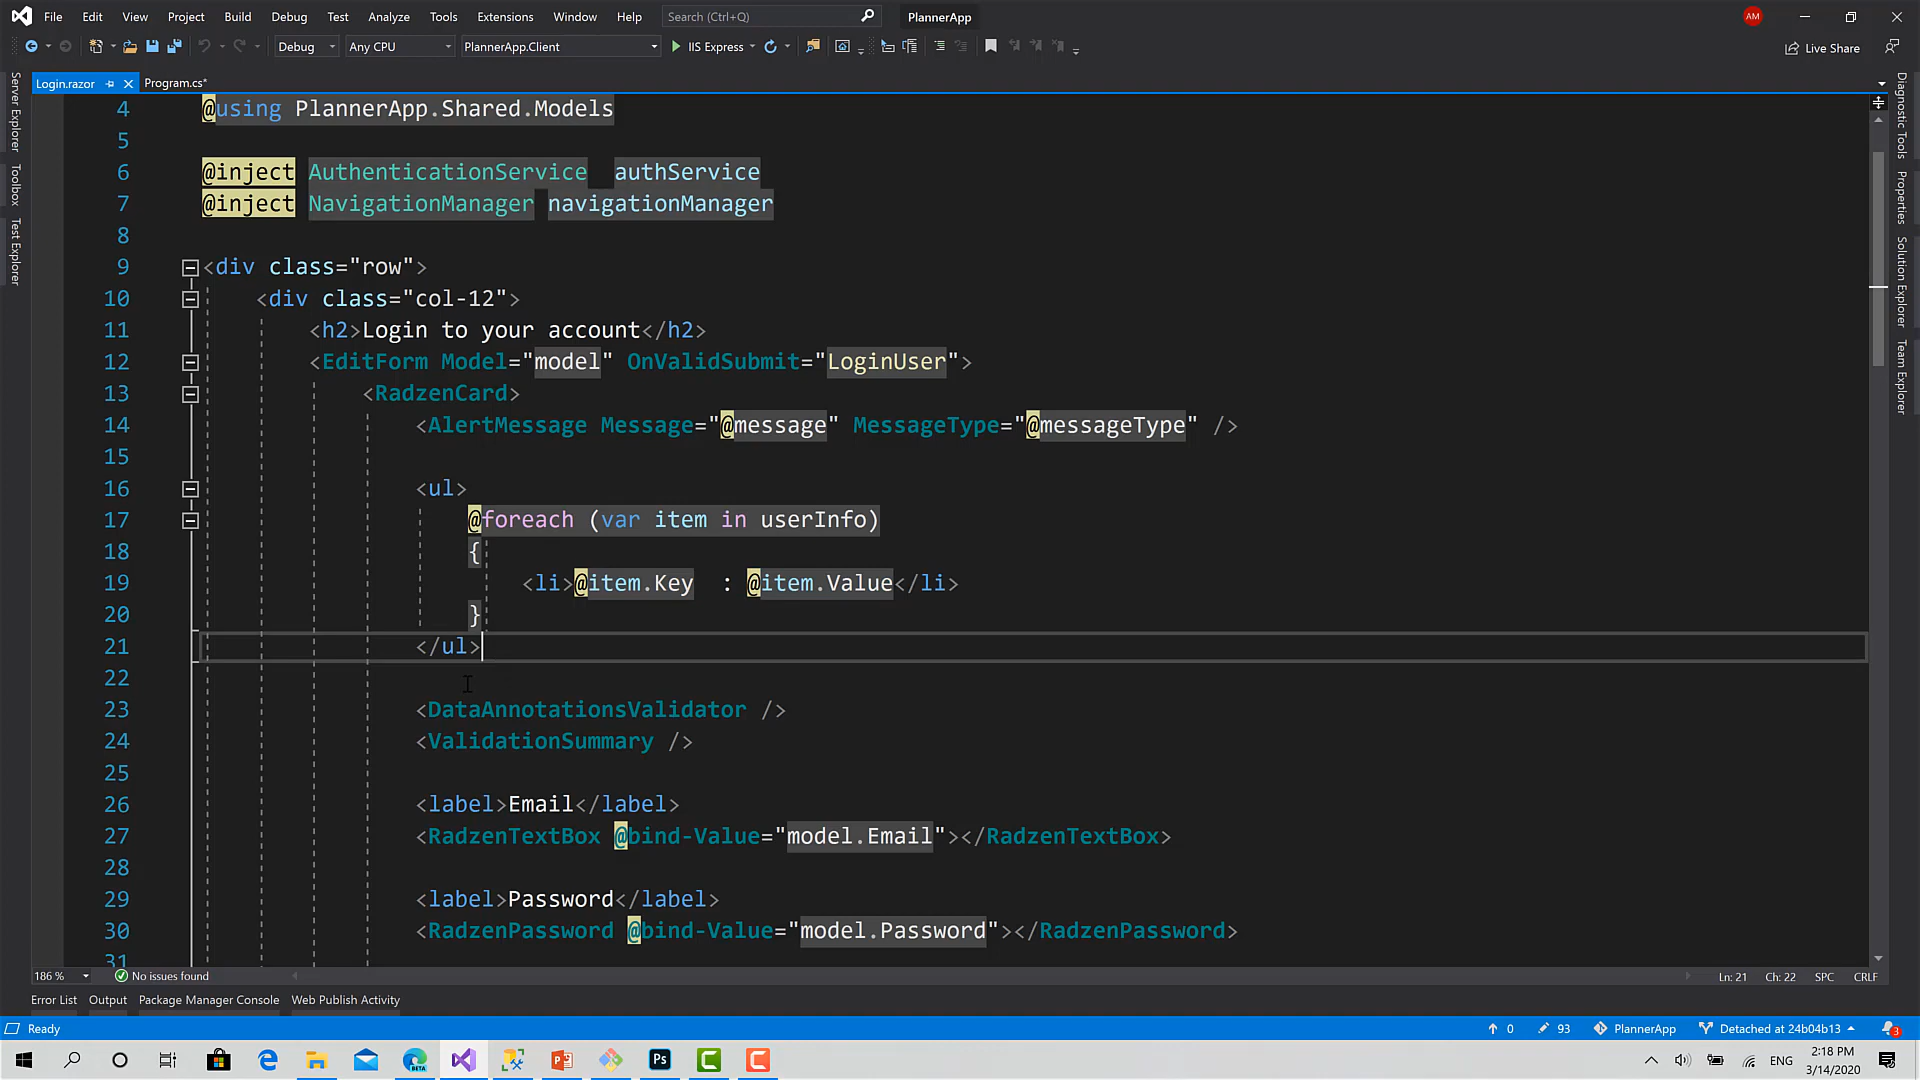 File Edit View Project Build Debug Test Analyze Tools Extensions Window Help Search (Ctrl+Q) PlannerApp AM
Debug Any CPU PlannerApp.Client IIS Express Live Share
Login.razor Program.cs*
Server Explorer
Toolbox
Test Explorer
4 @using PlannerApp.Shared.Models
5
6 @inject AuthenticationService authService
7 @inject NavigationManager navigationManager
8
9 <div class="row">
10 <div class="col-12">
11 <h2>Login to your account</h2>
12 <EditForm Model="model" OnValidSubmit="LoginUser">
13 <RadzenCard>
14 <AlertMessage Message="@message" MessageType="@messageType" />
15
16 <ul>
17 @foreach (var item in userInfo)
18 {
19 <li>@item.Key : @item.Value</li>
20 }
21 </ul>
22
23 <DataAnnotationsValidator />
24 <ValidationSummary />
25
26 <label>Email</label>
27 <RadzenTextBox @bind-Value="model.Email"></RadzenTextBox>
28
29 <label>Password</label>
30 <RadzenPassword @bind-Value="model.Password"></RadzenPassword>
31
Diagnostic Tools
Properties
Solution Explorer
Team Explorer
186 % No issues found Ln: 21 Ch: 22 SPC CRLF
Error List Output Package Manager Console Web Publish Activity
Ready 0 93 PlannerApp Detached at 24b04b13 3
BETA Ps C C ENG 2:18 PM
3/14/2020